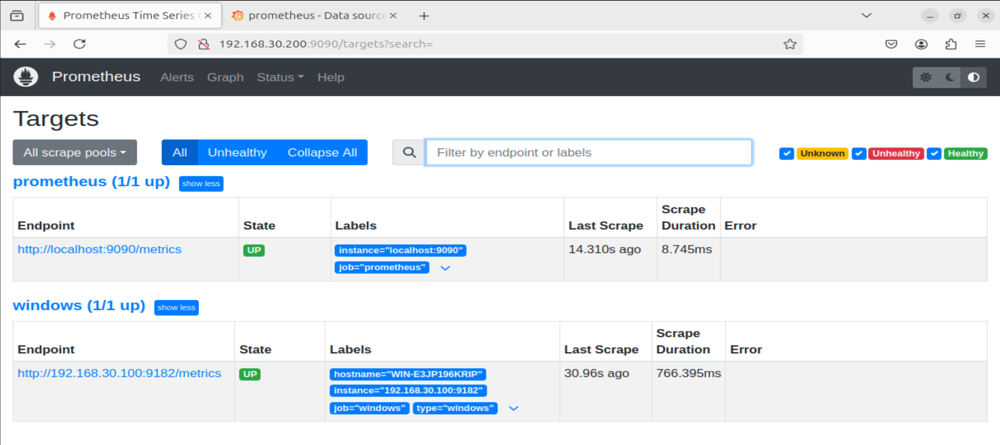 Prometheus Time Series
prometheus - Data source
192.168.30.200:9090/targets?search=
Prometheus Alerts Graph Status Help
Targets
All scrape pools All Unhealthy Collapse All Filter by endpoint or labels Unknown Unhealthy Healthy
prometheus (1/1 up) show less
Endpoint State Labels Last Scrape Scrape Duration Error
http://localhost:9090/metrics UP instance="localhost:9090" 14.310s ago 8.745ms
job="prometheus"
windows (1/1 up) show less
Endpoint State Labels Last Scrape Scrape Duration Error
http://192.168.30.100:9182/metrics UP hostname="WIN-E3JP196KRIP" 30.96s ago 766.395ms
instance="192.168.30.100:9182"
job="windows" type="windows"